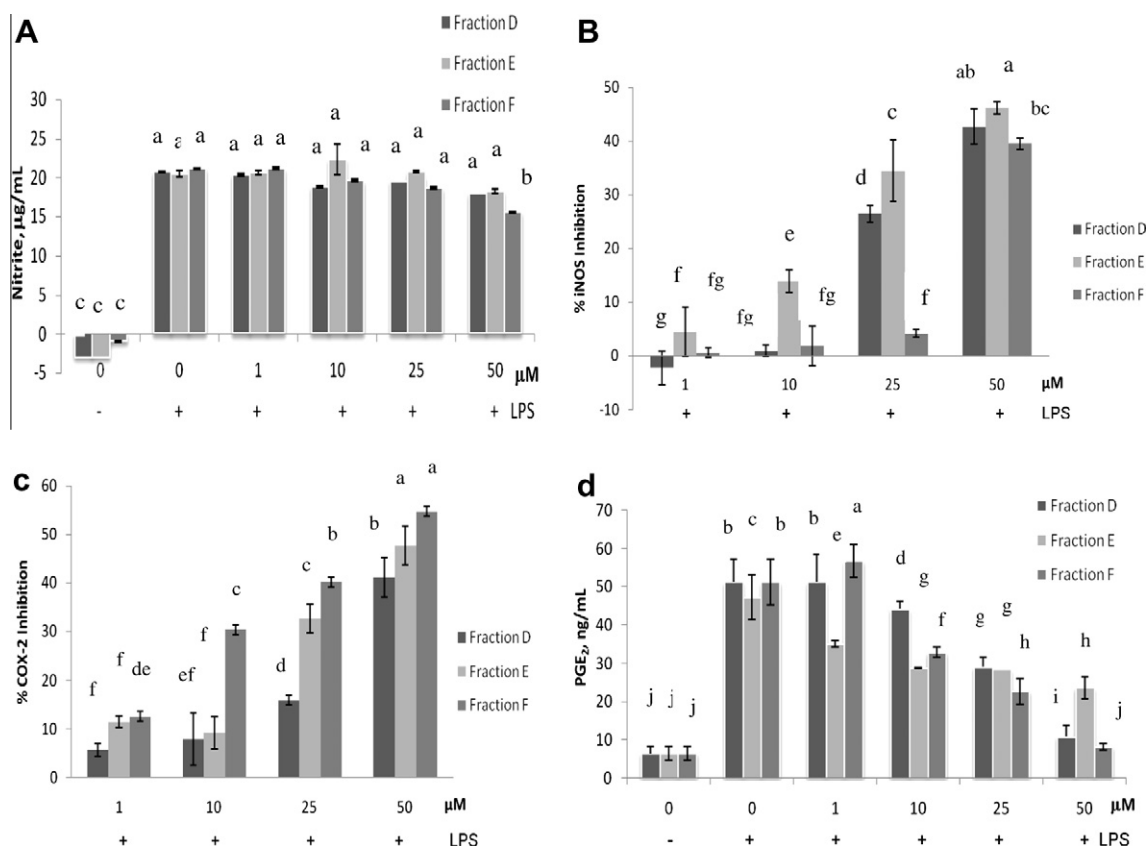 A
Fraction D
Fraction E
Fraction F
Nitrite, µg/mL
30
25
20
15
10
5
0
-5
c c c
a a a
a a a
a a a
a a a
a a b
0 0 1 10 25 50 µM
- + + + + + LPS
B
% iNOS Inhibition
50
40
30
20
10
0
-10
g f fg
fg e fg
d c f
ab a bc
Fraction D
Fraction E
Fraction F
1 10 25 50 µM
+ + + + LPS
c
% COX-2 Inhibition
60
50
40
30
20
10
0
f f de
ef f c
d c b
b a a
Fraction D
Fraction E
Fraction F
1 10 25 50 µM
+ + + + LPS
d
PGE2, ng/mL
70
60
50
40
30
20
10
0
j j j
b c b
b e a
d g f
g g h
i h j
Fraction D
Fraction E
Fraction F
0 0 1 10 25 50 µM
- + + + + + LPS